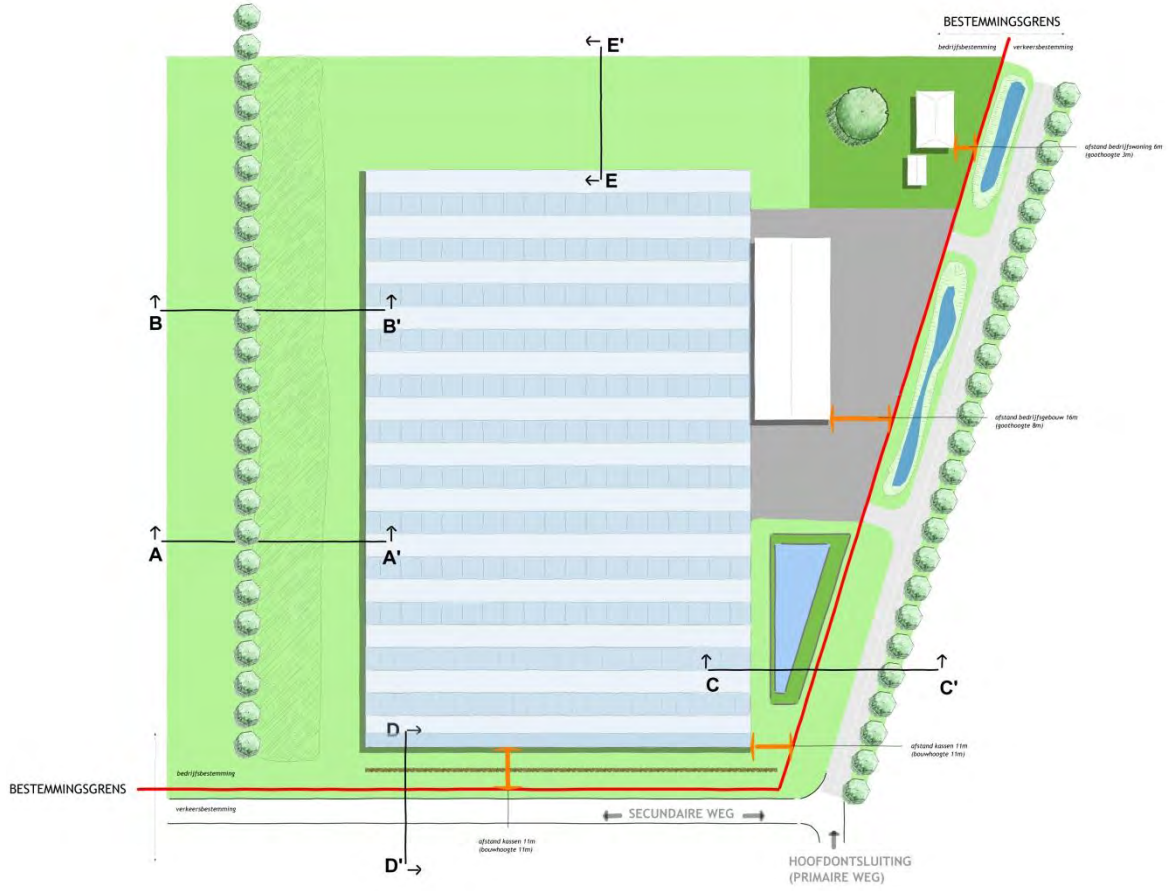 BESTEMMINGSGRENS
bedrijfsbestemming verkeersbestemming
E'
E
afstand bedrijfswoning 6m
(goothoogte 3m)
B
B'
afstand bedrijfsgebouw 16m
(goothoogte 8m)
A
A'
C
C'
D
afstand kassen 11m
(bouwhoogte 11m)
bedrijfsbestemming
BESTEMMINGSGRENS
verkeersbestemming
SECUNDAIRE WEG
afstand kassen 11m
(bouwhoogte 11m)
D'
HOOFDONTSLUITING
(PRIMAIRE WEG)